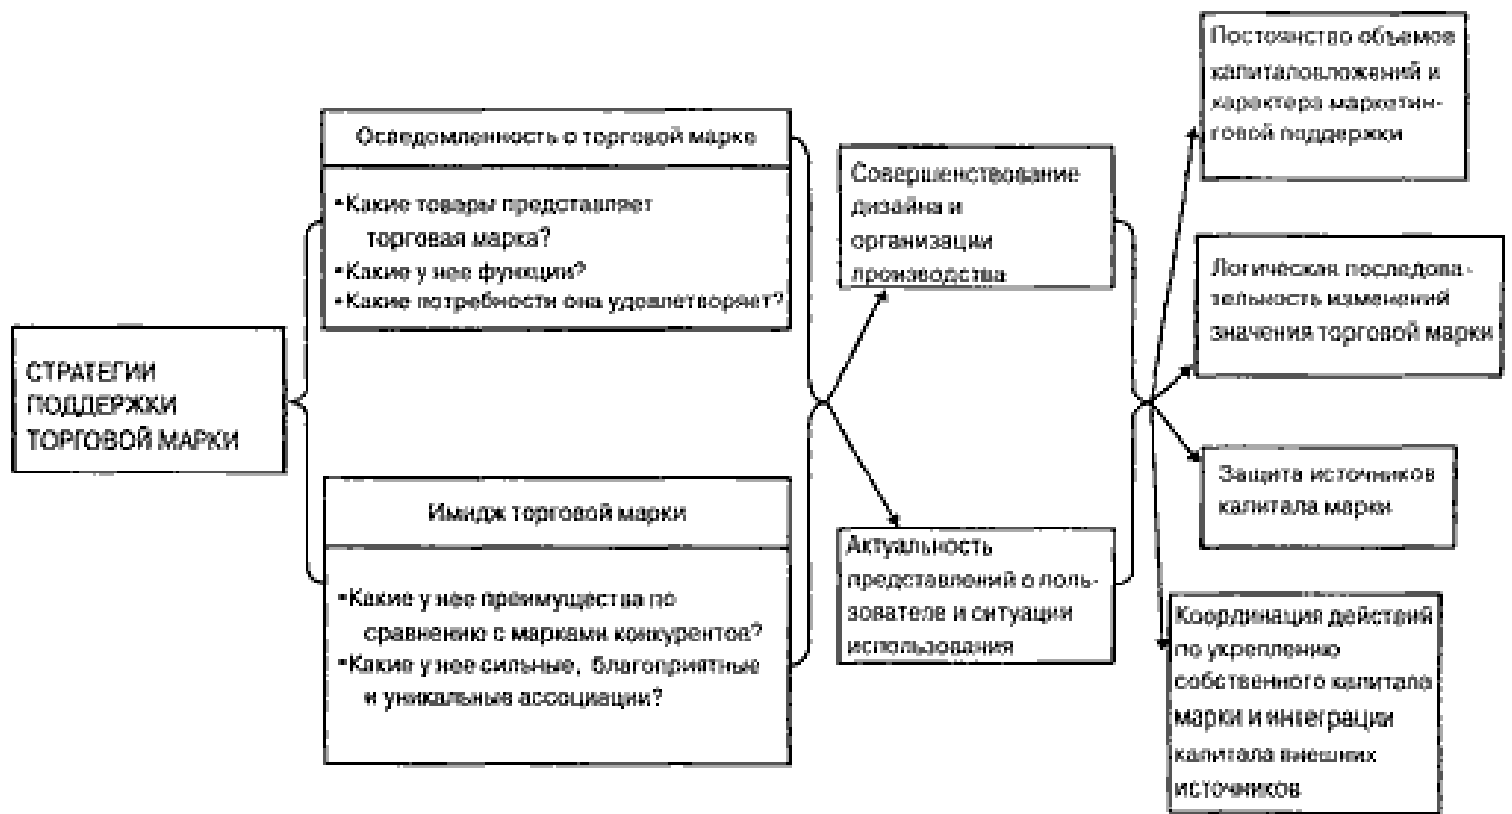 СТРАТЕГИИ
ПОДДЕРЖКИ
ТОРГОВОЙ МАРКИ
Осведомленность о торговой марке
•Какие товары представляет
торговая марка?
•Какие у нее функции?
•Какие потребности она удовлетворяет?
Имидж торговой марки
•Какие у нее преимущества по
сравнению с марками конкурентов?
•Какие у нее сильные, благоприятные
и уникальные ассоциации?
Совершенствование
дизайна и
организации
производства
Актуальность
представлений о поль-
зователе и ситуации
использования
Постоянство объемов
капиталовложений и
характера маркетин-
говой поддержки
Логическая последова-
тельность изменений
значения торговой марки
Защита источников
капитала марки
Координация действий
по укреплению
собственного капитала
марки и интеграции
капитала внешних
источников